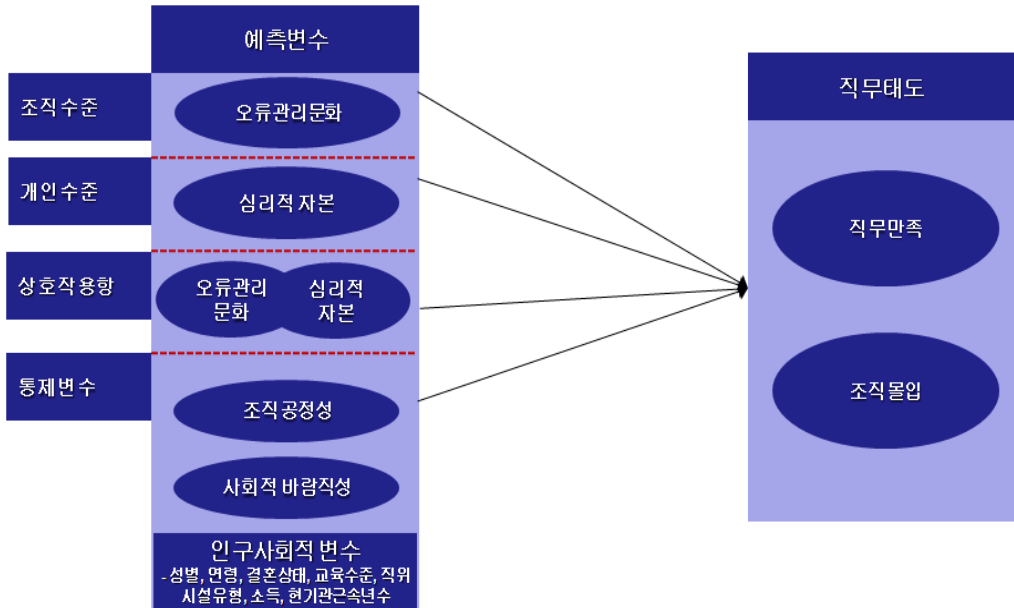 예측변수
직무태도
조직수준
오류관리문화
개인수준
심리적 자본
상호작용항
오류관리
문화
심리적
자본
통제변수
조직공정성
사회적 바람직성
인구사회적 변수
- 성별, 연령, 결혼상태, 교육수준, 직위
시설유형, 소득, 현기관근속년수
직무만족
조직몰입